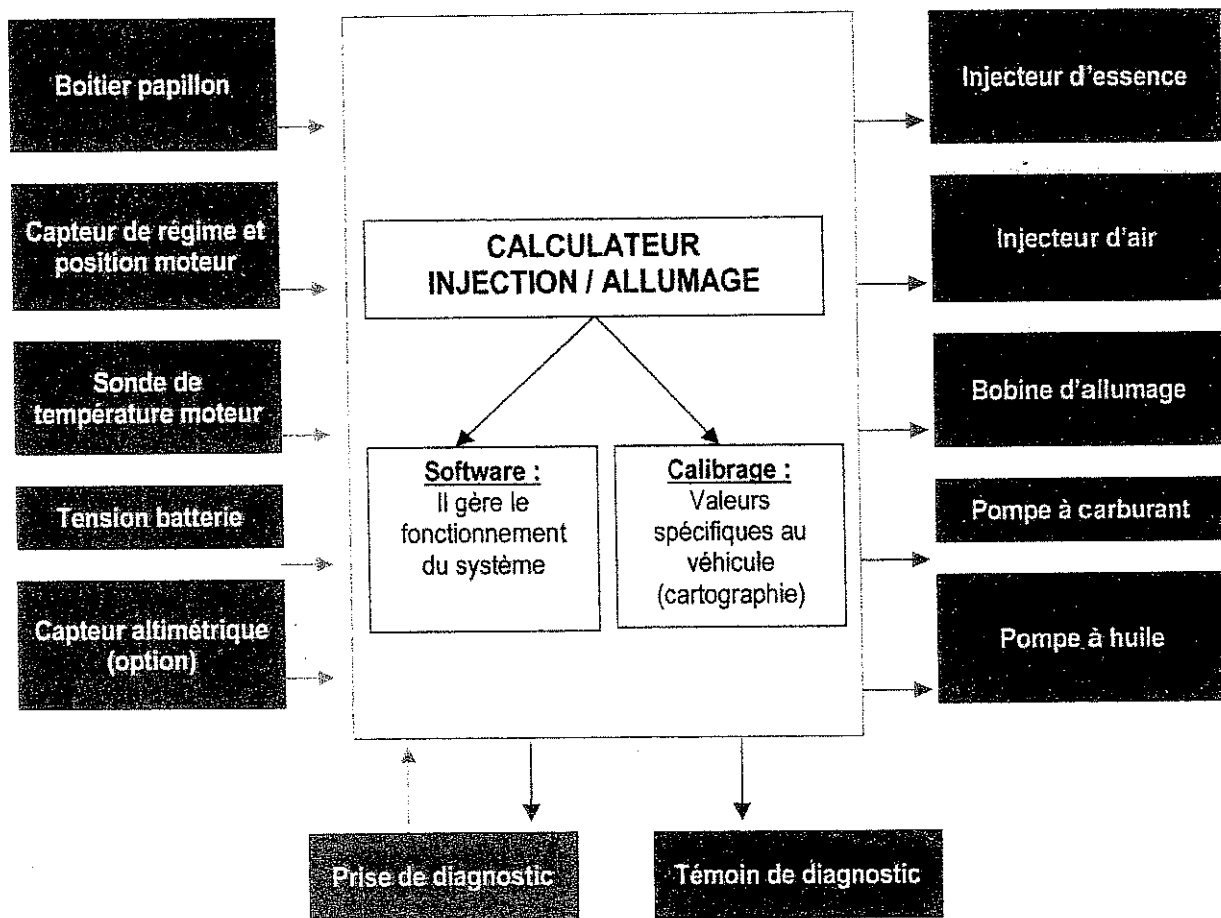 Boitier papillon
Capteur de régime et
position moteur
Sonde de
température moteur
Tension batterie
Capteur altimétrique
(option)
CALCULATEUR
INJECTION / ALLUMAGE
Software :
Il gère le
fonctionnement
du système
Calibrage :
Valeurs
spécifiques au
véhicule
(cartographie)
Injecteur d'essence
Injecteur d'air
Bobine d'allumage
Pompe à carburant
Pompe à huile
Prise de diagnostic
Témoin de diagnostic